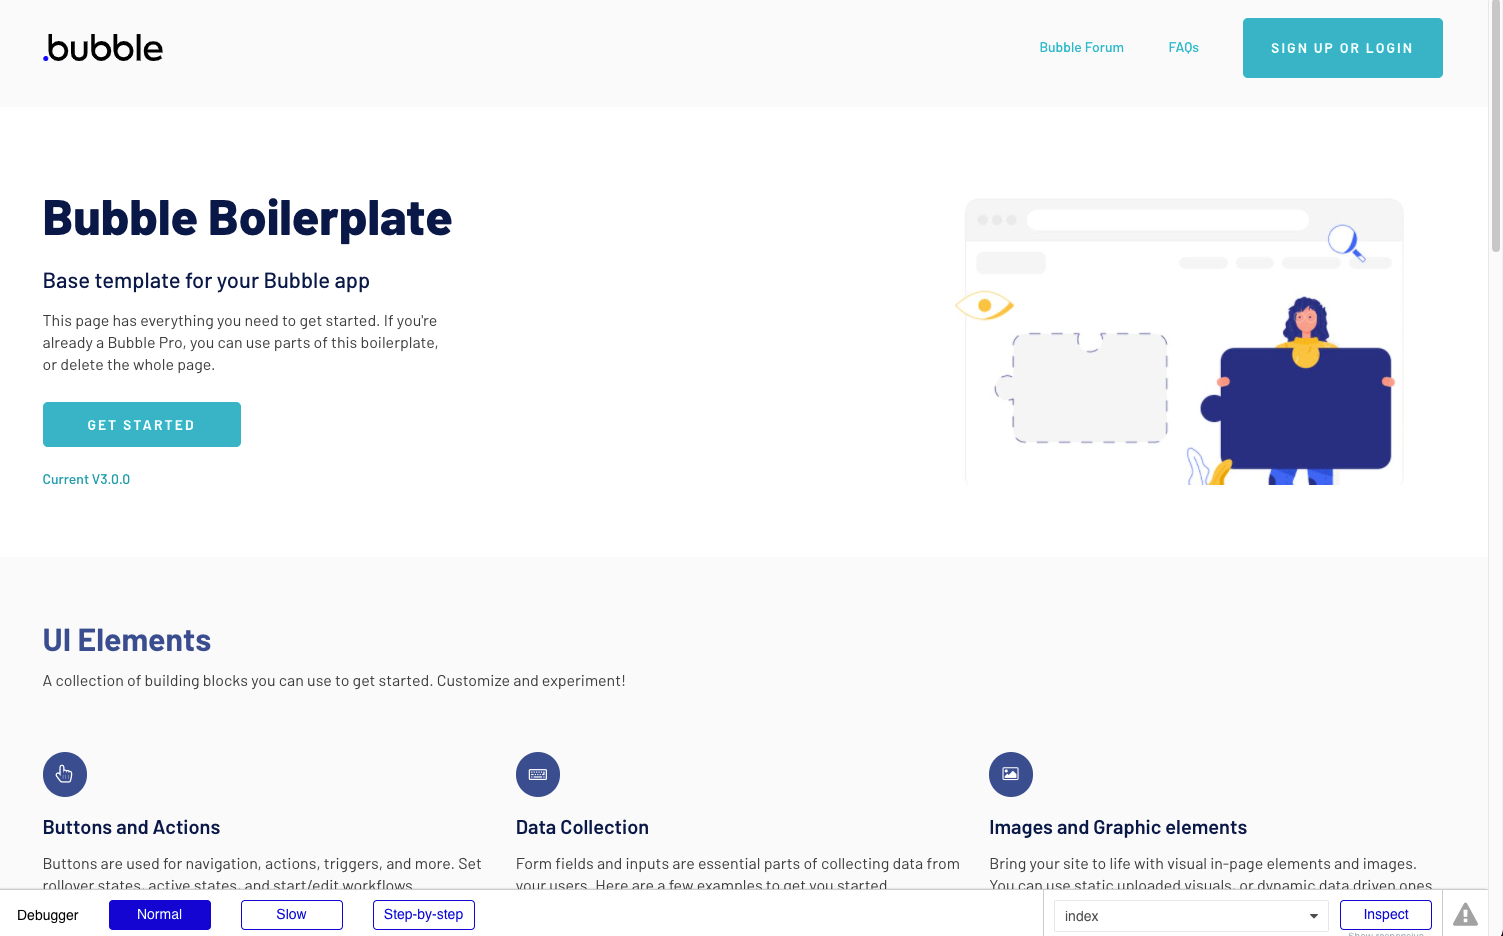 .bubble
Bubble Forum
FAQs
SIGN UP OR LOGIN
Bubble Boilerplate
Base template for your Bubble app
This page has everything you need to get started. If you're
already a Bubble Pro, you can use parts of this boilerplate,
or delete the whole page.
GET STARTED
Current V3.0.0
UI Elements
A collection of building blocks you can use to get started. Customize and experiment!
Buttons and Actions
Buttons are used for navigation, actions, triggers, and more. Set
rollover states, active states, and start/edit workflows
Data Collection
Form fields and inputs are essential parts of collecting data from
your users. Here are a few examples to get you started
Images and Graphic elements
Bring your site to life with visual in-page elements and images.
You can use static uploaded visuals, or dynamic data driven ones
Debugger
Normal
Slow
Step-by-step
index
Inspect
Show responsive